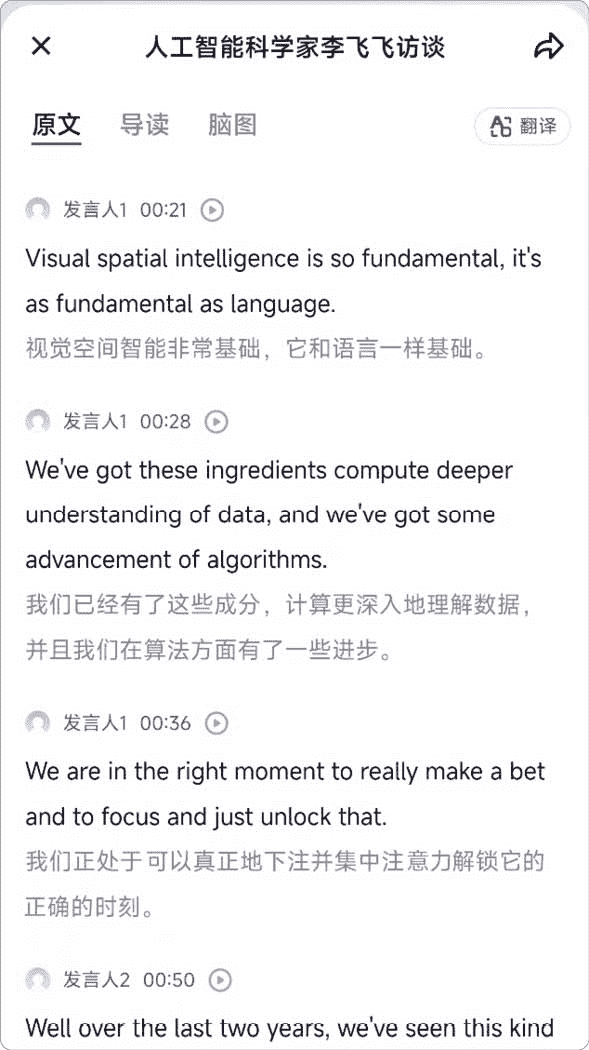 人工智能科学家李飞飞访谈
原文 导读 脑图 翻译
发言人1 00:21
Visual spatial intelligence is so fundamental, it's
as fundamental as language.
视觉空间智能非常基础，它和语言一样基础。
发言人1 00:28
We've got these ingredients compute deeper
understanding of data, and we've got some
advancement of algorithms.
我们已经有了这些成分，计算更深入地理解数据，
并且我们在算法方面有了一些进步。
发言人1 00:36
We are in the right moment to really make a bet
and to focus and just unlock that.
我们正处于可以真正地下注并集中注意力解锁它的
正确的时刻。
发言人2 00:50
Well over the last two years, we've seen this kind